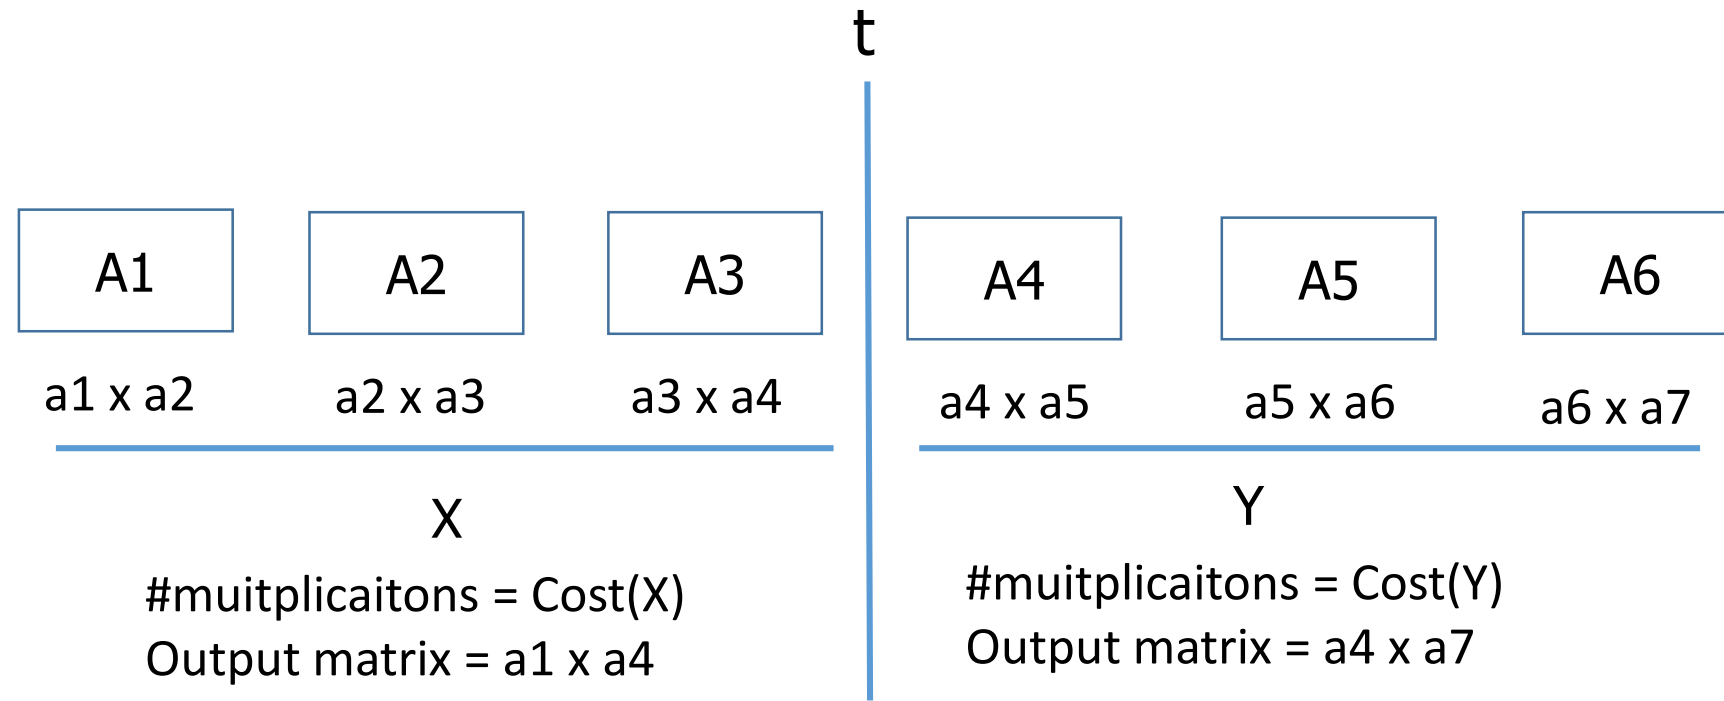 t
A1
A2
A3
A4
A5
A6
a1 x a2
a2 x a3
a3 x a4
a4 x a5
a5 x a6
a6 x a7
X
#muitplicaitons = Cost(X)
Output matrix = a1 x a4
Y
#muitplicaitons = Cost(Y)
Output matrix = a4 x a7